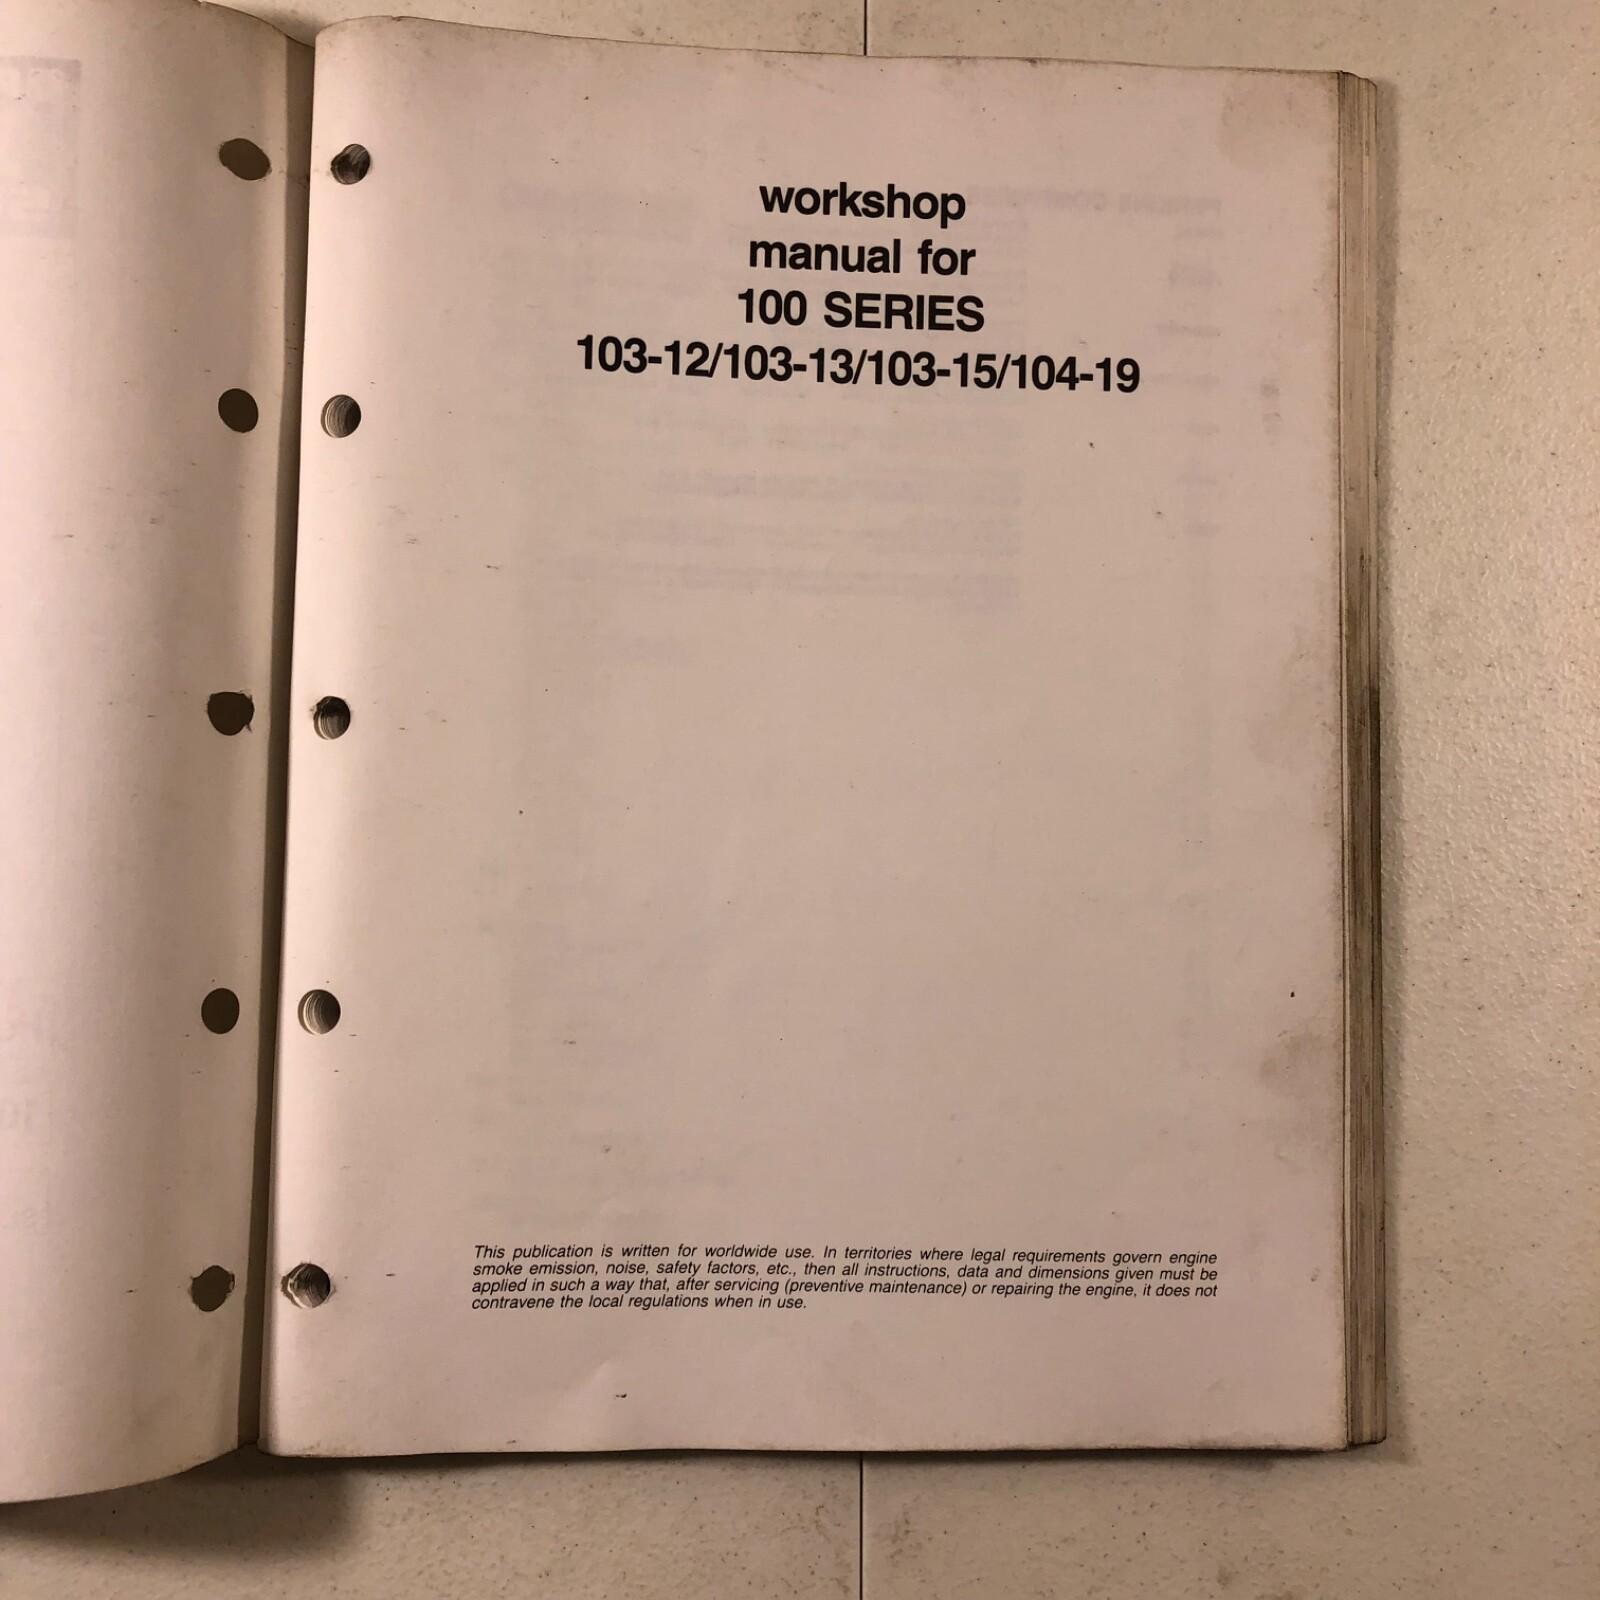 workshop
manual for
100 SERIES
103-12/103-13/103-15/104-19
This publication is written for worldwide use. In territories where legal requirements govern engine
smoke emission, noise, safety factors, etc., then all instructions, data and dimensions given must be
applied in such a way that, after servicing (preventive maintenance) or repairing the engine, it does not
contravene the local regulations when in use.